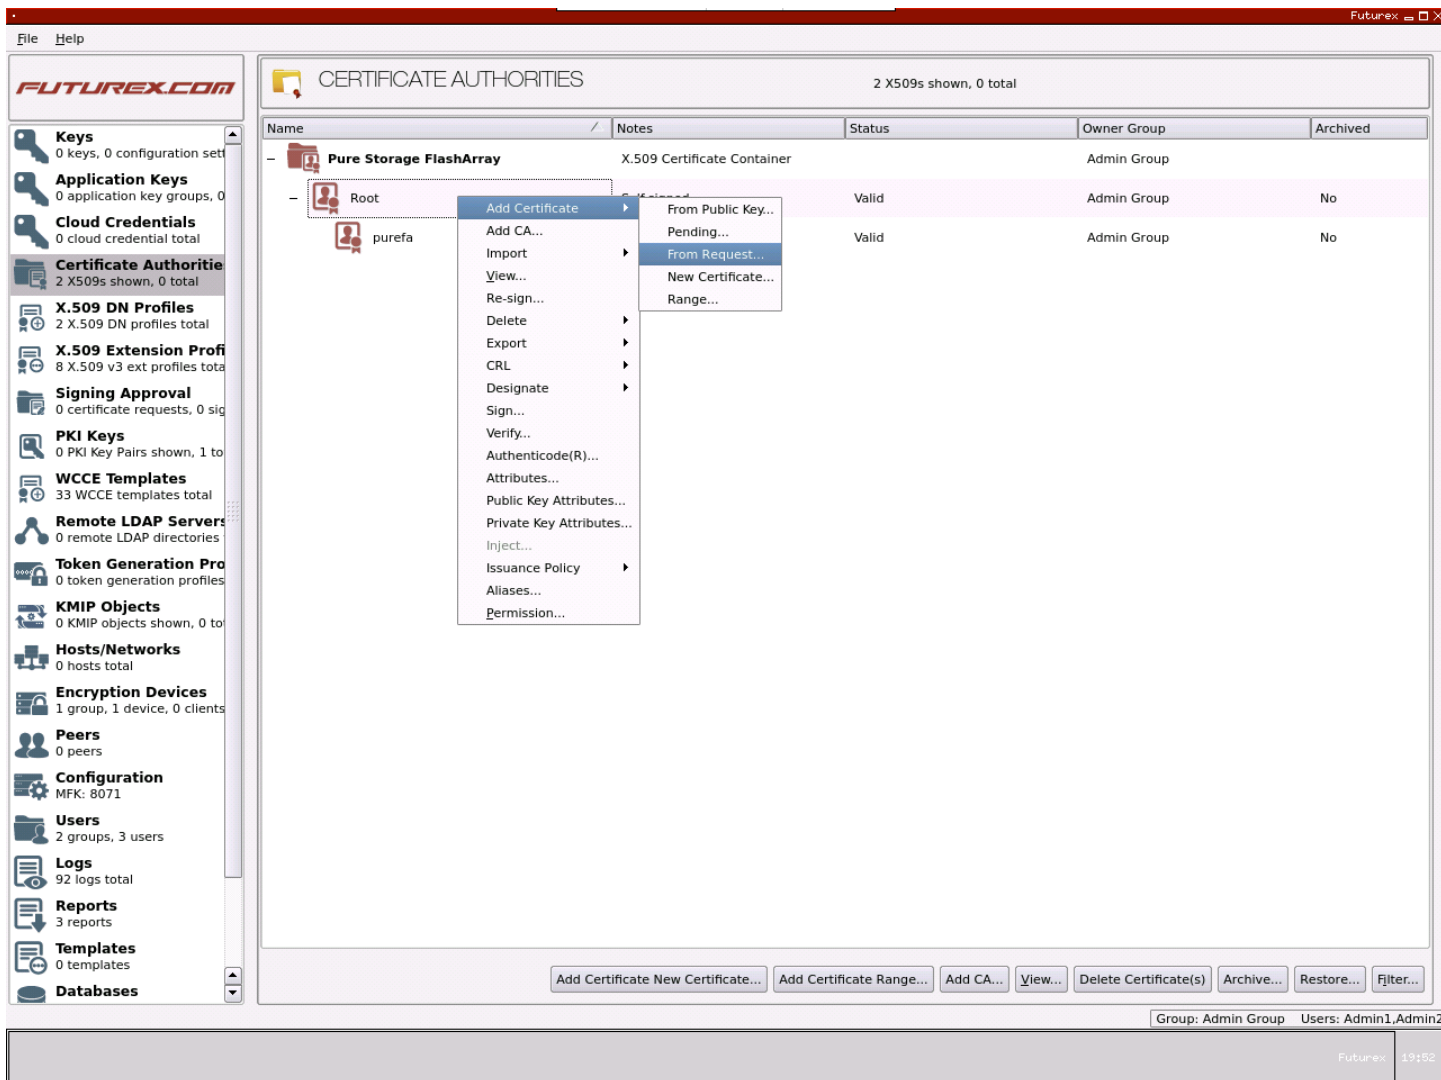 Futurex
File Help
FUTUREX.COM
CERTIFICATE AUTHORITIES
2 X509s shown, 0 total
Keys
0 keys, 0 configuration sett
Application Keys
0 application key groups, 0
Cloud Credentials
0 cloud credential total
Certificate Authoritie
2 X509s shown, 0 total
X.509 DN Profiles
2 X.509 DN profiles total
X.509 Extension Profi
8 X.509 v3 ext profiles tota
Signing Approval
0 certificate requests, 0 sig
PKI Keys
0 PKI Key Pairs shown, 1 to
WCCE Templates
33 WCCE templates total
Remote LDAP Servers
0 remote LDAP directories
Token Generation Pro
0 token generation profiles
KMIP Objects
0 KMIP objects shown, 0 tot
Hosts/Networks
0 hosts total
Encryption Devices
1 group, 1 device, 0 clients
Peers
0 peers
Configuration
MFK: 8071
Users
2 groups, 3 users
Logs
92 logs total
Reports
3 reports
Templates
0 templates
Databases
Name Notes Status Owner Group Archived
Pure Storage FlashArray X.509 Certificate Container Admin Group
Root Valid Admin Group No
purefa Valid Admin Group No
Add Certificate
Add CA...
Import
View...
Re-sign...
Delete
Export
CRL
Designate
Sign...
Verify...
Authenticode(R)...
Attributes...
Public Key Attributes...
Private Key Attributes...
Inject...
Issuance Policy
Aliases...
Permission...
From Public Key...
Pending...
From Request...
New Certificate...
Range...
Add Certificate New Certificate... Add Certificate Range... Add CA... View... Delete Certificate(s) Archive... Restore... Filter...
Group: Admin Group Users: Admin1,Admin2
Futurex 19:52